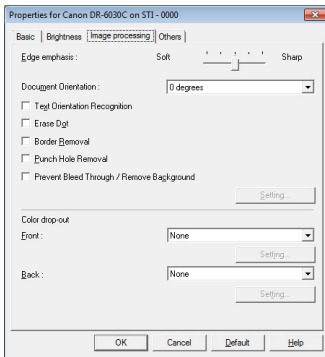 Properties for Canon DR-6030C on STI - 0000
Basic Brightness Image processing Others
Edge emphasis: Soft Sharp
Document Orientation : 0 degrees
Text Orientation Recognition
Erase Dot
Border Removal
Punch Hole Removal
Prevent Bleed Through / Remove Background
Setting...
Color drop-out
Front : None
Setting...
Back : None
Setting...
OK Cancel Default Help